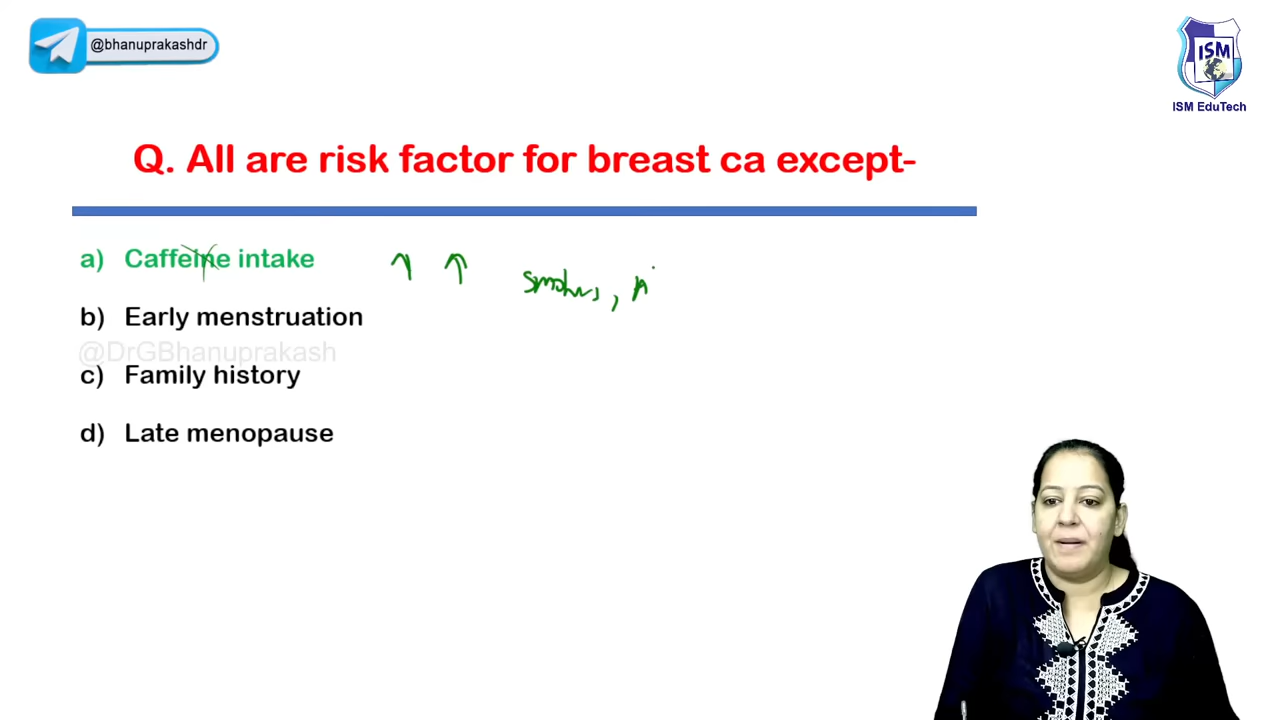 @bhanuprakashdr
ISM
ISM EduTech
Q. All are risk factor for breast ca except-
a) Caffeine intake
b) Early menstruation
@DrGBhanuprakash
c) Family history
d) Late menopause